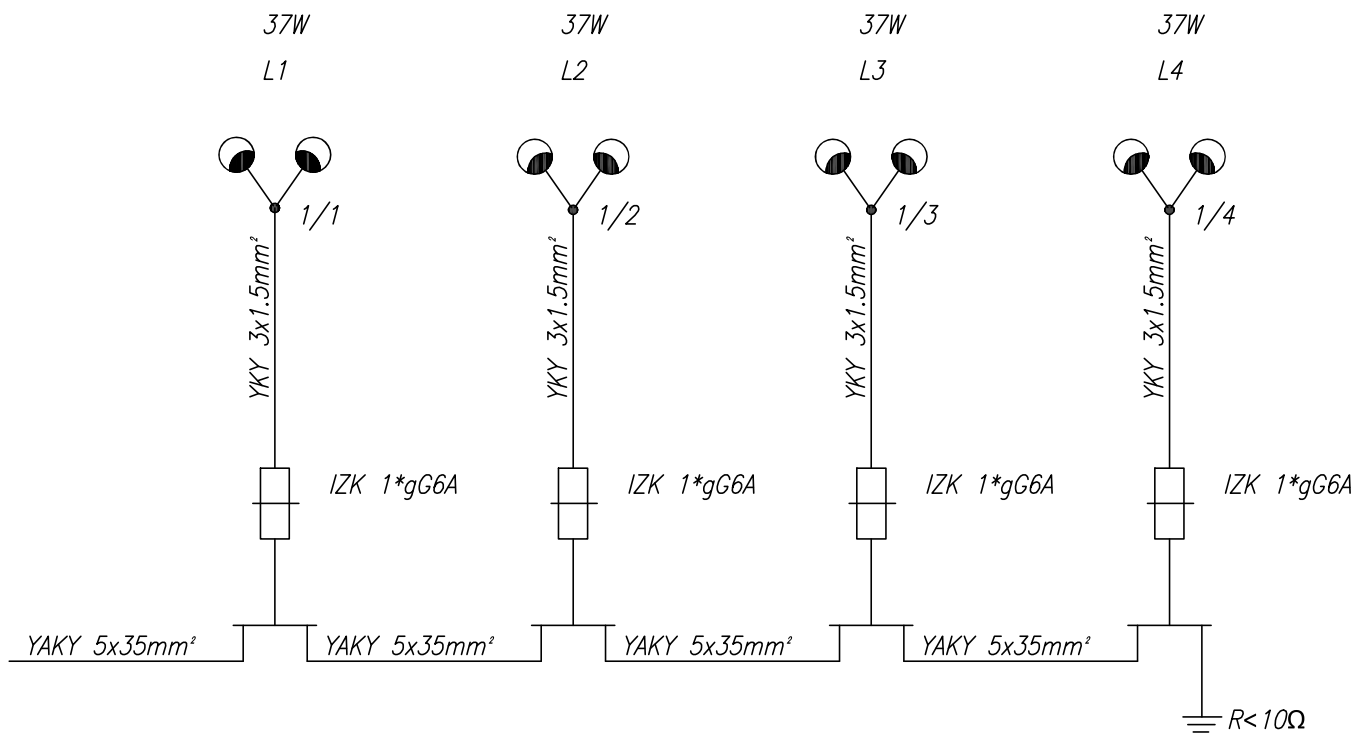 37W 37W 37W 37W
L1 L2 L3 L4
1/1 1/2 1/3 1/4
YKY 3x1.5mm² YKY 3x1.5mm² YKY 3x1.5mm² YKY 3x1.5mm²
IZK 1*gG6A IZK 1*gG6A IZK 1*gG6A IZK 1*gG6A
YAKY 5x35mm² YAKY 5x35mm² YAKY 5x35mm² YAKY 5x35mm²
R<10Ω